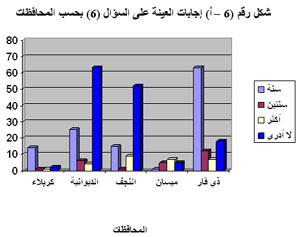 شكل رقم (6 – أ) إجابات العينة على السؤال (6) بحسب المحافظات
80
70
60
50
40
30
20
10
0
كربلاء الديوانية النجف ميسان ذي قار
سنة
سنتين
أكثر
لا أدري
المحافظات